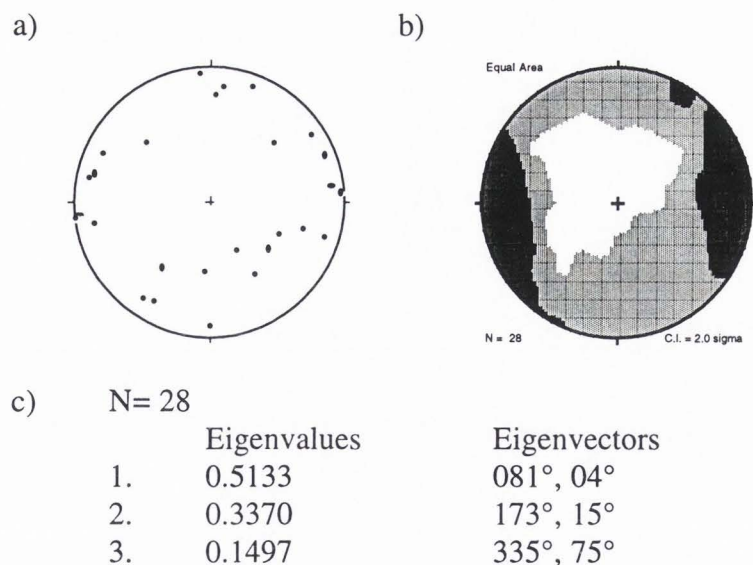 a)
b)
Equal Area
N = 28
C.I. = 2.0 sigma
c) N= 28
Eigenvalues Eigenvectors
1. 0.5133 081°, 04°
2. 0.3370 173°, 15°
3. 0.1497 335°, 75°